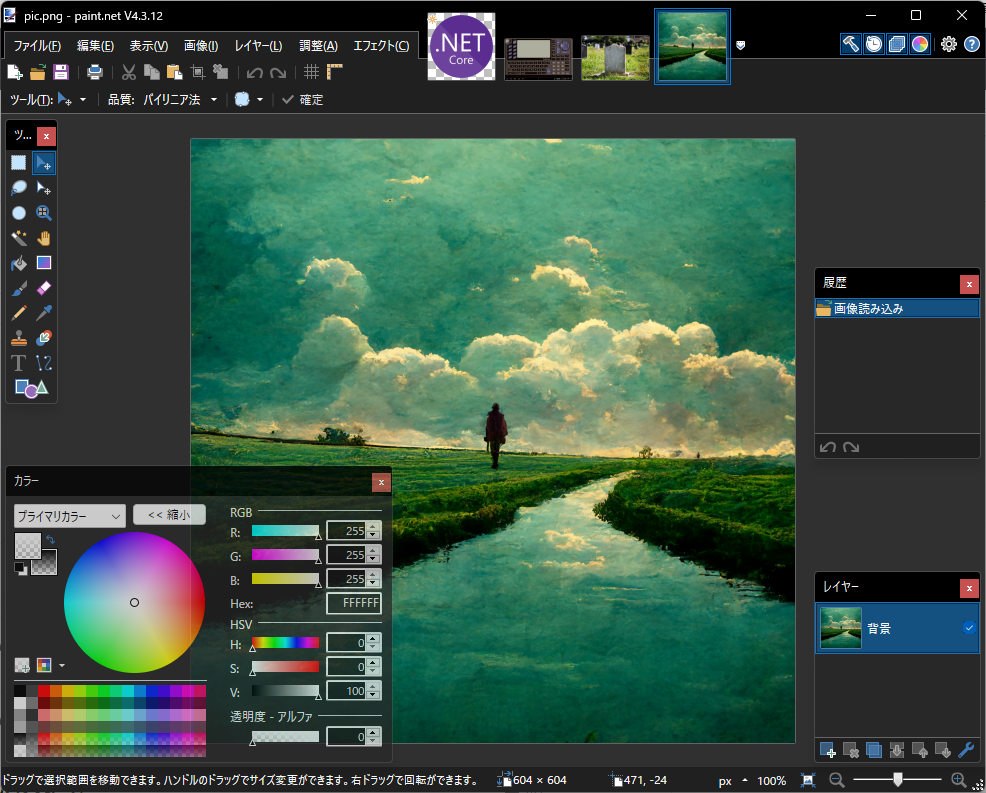 pic.png - paint.net V4.3.12
ファイル(F) 編集(E) 表示(V) 画像(I) レイヤー(L) 調整(A) エフェクト(C)
.NET
Core
ツール(T): 品質: バイリニア法 確定
ツ...
履歴
画像読み込み
カラー
プライマリカラー << 縮小
RGB
R: 255
G: 255
B: 255
Hex: FFFFFF
HSV
H: 0
S: 0
V: 100
透明度 - アルファ
0
レイヤー
背景
ドラッグで選択範囲を移動できます。ハンドルのドラッグでサイズ変更ができます。右ドラッグで回転ができます。 604 × 604 471, -24 px 100%